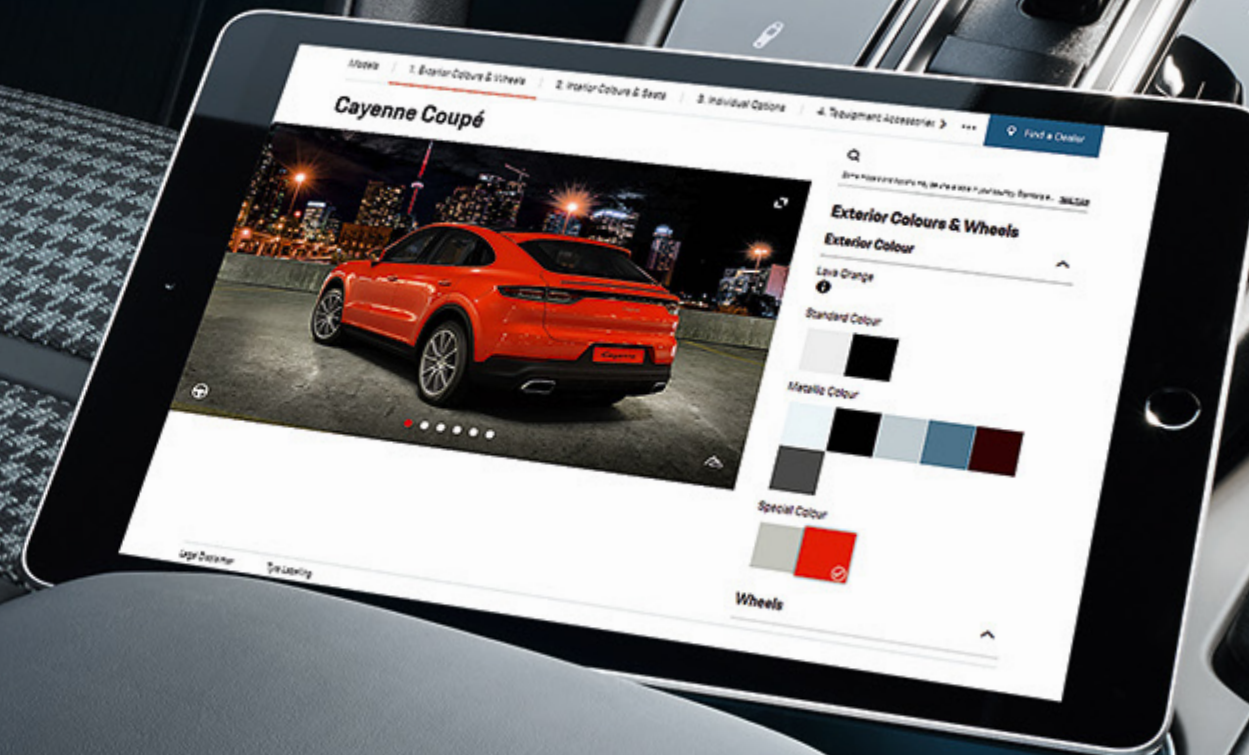 Models
1. Exterior Colours & Wheels
2. Interior Colours & Seats
3. Individual Options
4. Tequipment Accessories
Find a Dealer
Cayenne Coupé
Exterior Colours & Wheels
Exterior Colour
Lava Orange
Standard Colour
Metallic Colour
Special Colour
Wheels
Cayenne
Legal Disclaimer
Tyre Labelling